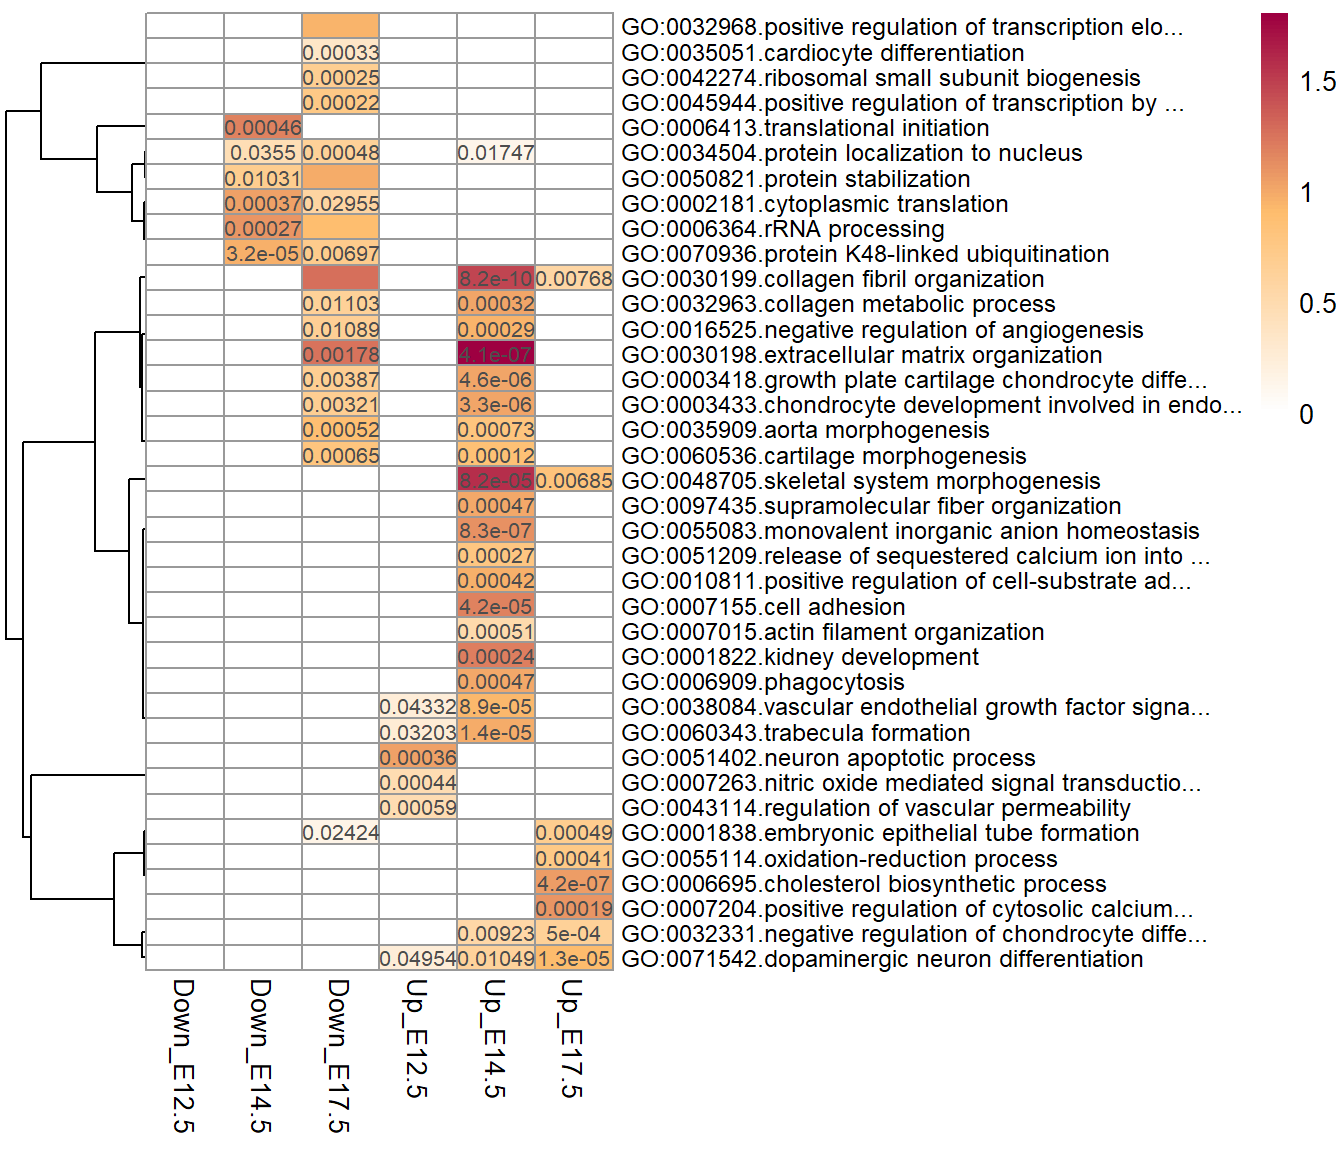 GO:0032968.positive regulation of transcription elo...
1.5
0.00033 GO:0035051.cardiocyte differentiation
0.00025 GO:0042274.ribosomal small subunit biogenesis
0.00022 GO:0045944.positive regulation of transcription by ...
0.00046 GO:0006413.translational initiation
0.0355 0.00048 0.01747 GO:0034504.protein localization to nucleus
0.01031 GO:0050821.protein stabilization
1
0.00037 0.02955 GO:0002181.cytoplasmic translation
0.00027 GO:0006364.rRNA processing
3.2e-05 0.00697 GO:0070936.protein K48-linked ubiquitination
8.2e-10 0.00768 GO:0030199.collagen fibril organization
0.01103 0.00032 GO:0032963.collagen metabolic process
0.5
0.01089 0.00029 GO:0016525.negative regulation of angiogenesis
0.00178 4.1e-07 GO:0030198.extracellular matrix organization
0.00387 4.6e-06 GO:0003418.growth plate cartilage chondrocyte diffe...
0.00321 3.3e-06 GO:0003433.chondrocyte development involved in endo...
0
0.00052 0.00073 GO:0035909.aorta morphogenesis
0.00065 0.00012 GO:0060536.cartilage morphogenesis
8.2e-05 0.00685 GO:0048705.skeletal system morphogenesis
0.00047 GO:0097435.supramolecular fiber organization
8.3e-07 GO:0055083.monovalent inorganic anion homeostasis
0.00027 GO:0051209.release of sequestered calcium ion into ...
0.00042 GO:0010811.positive regulation of cell-substrate ad...
4.2e-05 GO:0007155.cell adhesion
0.00051 GO:0007015.actin filament organization
0.00024 GO:0001822.kidney development
0.00047 GO:0006909.phagocytosis
0.04332 8.9e-05 GO:0038084.vascular endothelial growth factor signa...
0.03203 1.4e-05 GO:0060343.trabecula formation
0.00036 GO:0051402.neuron apoptotic process
0.00044 GO:0007263.nitric oxide mediated signal transductio...
0.00059 GO:0043114.regulation of vascular permeability
0.02424 0.00049 GO:0001838.embryonic epithelial tube formation
0.00041 GO:0055114.oxidation-reduction process
4.2e-07 GO:0006695.cholesterol biosynthetic process
0.00019 GO:0007204.positive regulation of cytosolic calcium...
0.00923 5e-04 GO:0032331.negative regulation of chondrocyte diffe...
0.04954 0.01049 1.3e-05 GO:0071542.dopaminergic neuron differentiation
Down_E12.5
Down_E14.5
Down_E17.5
Up_E12.5
Up_E14.5
Up_E17.5